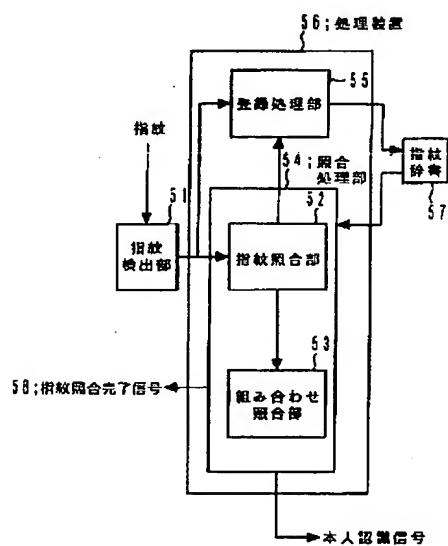 56;処理装置
55
登録処理部
指紋
54;照合
処理部
指紋
辞書
57
51
52
指紋
検出部
指紋照合部
53
58;指紋照合完了信号
組み合わせ
照合部
本人認識信号